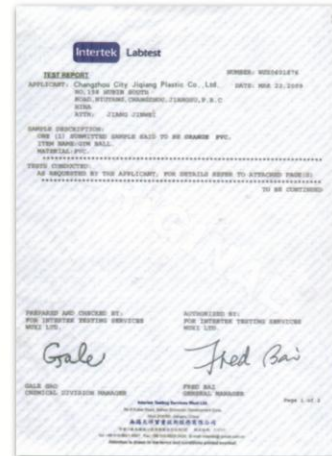 Intertek Labtest
TEST REPORT
NUMBER:
APPLICANT: Changzhou City Jiqiang Plastic Co., Ltd.
DATE: MAR 23,2009
NO.158 HUBIN SOUTH
ROAD,NIUTANG,CHANGZHOU,JIANGSU,P.R.C
HINA
ATTN: JIANG JINWEI
SAMPLE DESCRIPTION:
ONE (1) SUBMITTED SAMPLE SAID TO BE ORANGE PVC.
ITEM NAME:GYM BALL.
MATERIAL:PVC.
TESTS CONDUCTED:
AS REQUESTED BY THE APPLICANT, FOR DETAILS REFER TO ATTACHED PAGE(S)
TO BE CONTINUED
PREPARED AND CHECKED BY:
FOR INTERTEK TESTING SERVICES
WUXI LTD.
AUTHORIZED BY:
FOR INTERTEK TESTING SERVICES
WUXI LTD.
Gale
Fred Bai
GALE GAO
CHEMICAL DIVISION MANAGER
FRED BAI
GENERAL MANAGER
Page 1 of 2
Intertek Testing Services Wuxi Ltd.